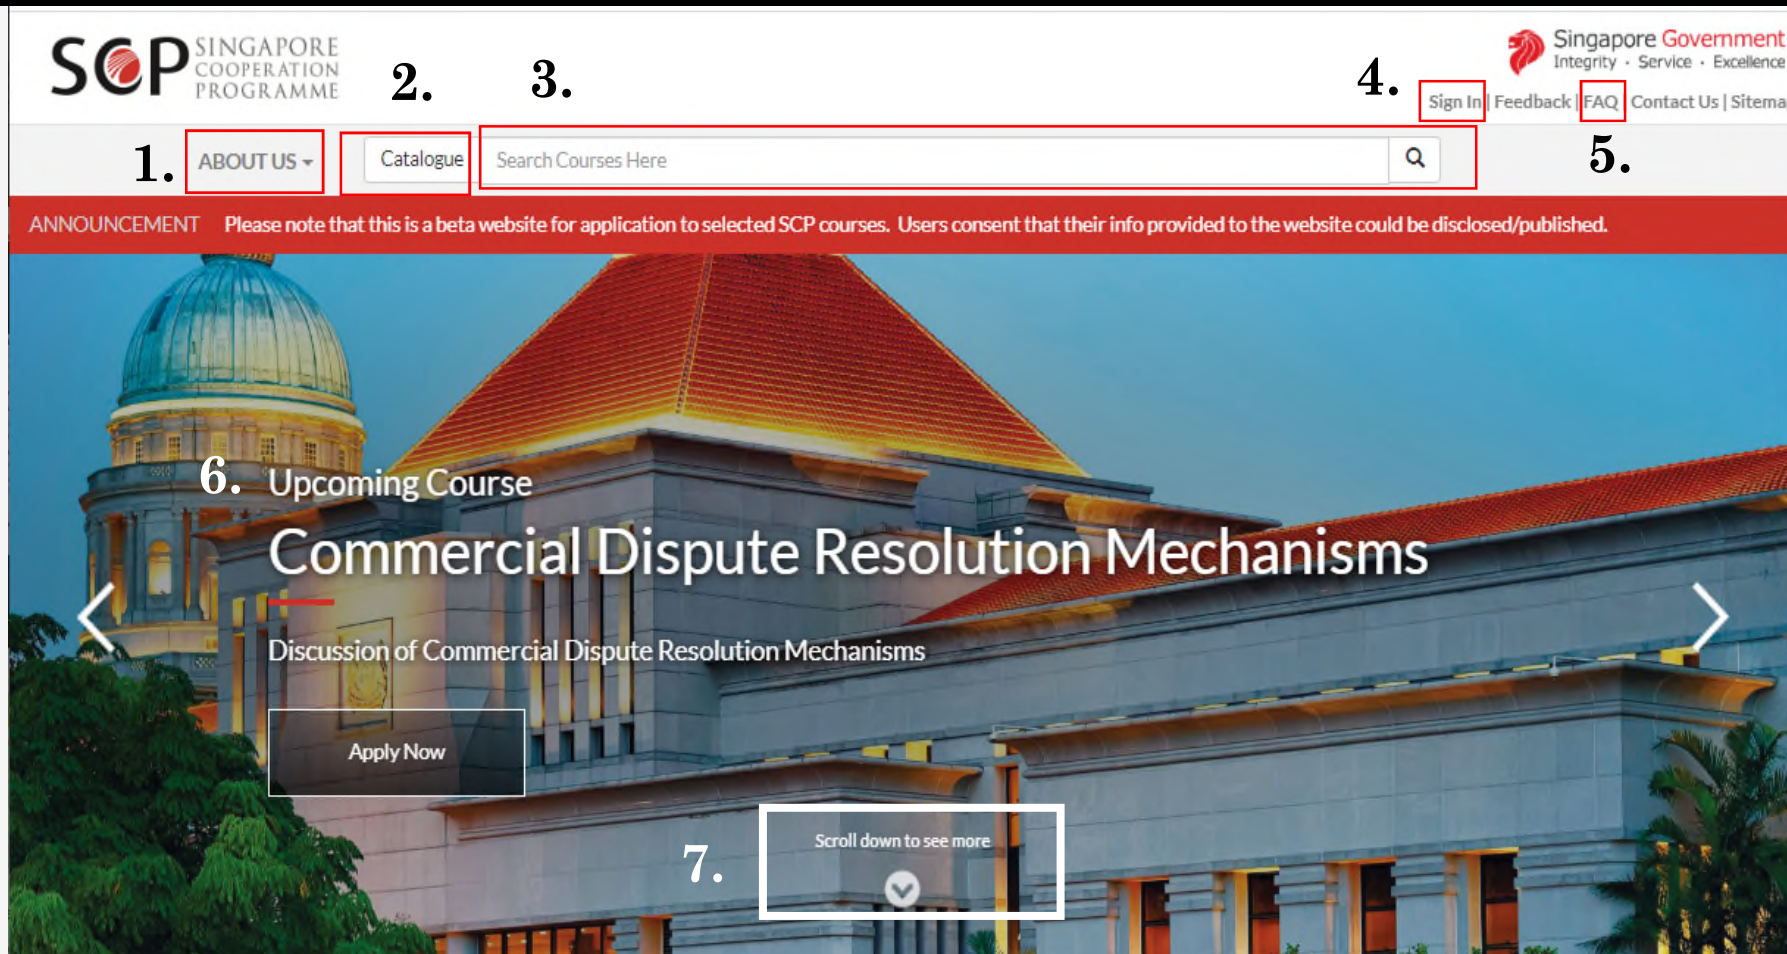 SCP SINGAPORE
COOPERATION
PROGRAMME
Singapore Government
Integrity · Service · Excellence
2.
3.
4.
Sign In | Feedback | FAQ | Contact Us | Sitema
1.
ABOUT US
Catalogue
Search Courses Here
5.
ANNOUNCEMENT Please note that this is a beta website for application to selected SCP courses. Users consent that their info provided to the website could be disclosed/published.
6. Upcoming Course
Commercial Dispute Resolution Mechanisms
Discussion of Commercial Dispute Resolution Mechanisms
Apply Now
7.
Scroll down to see more